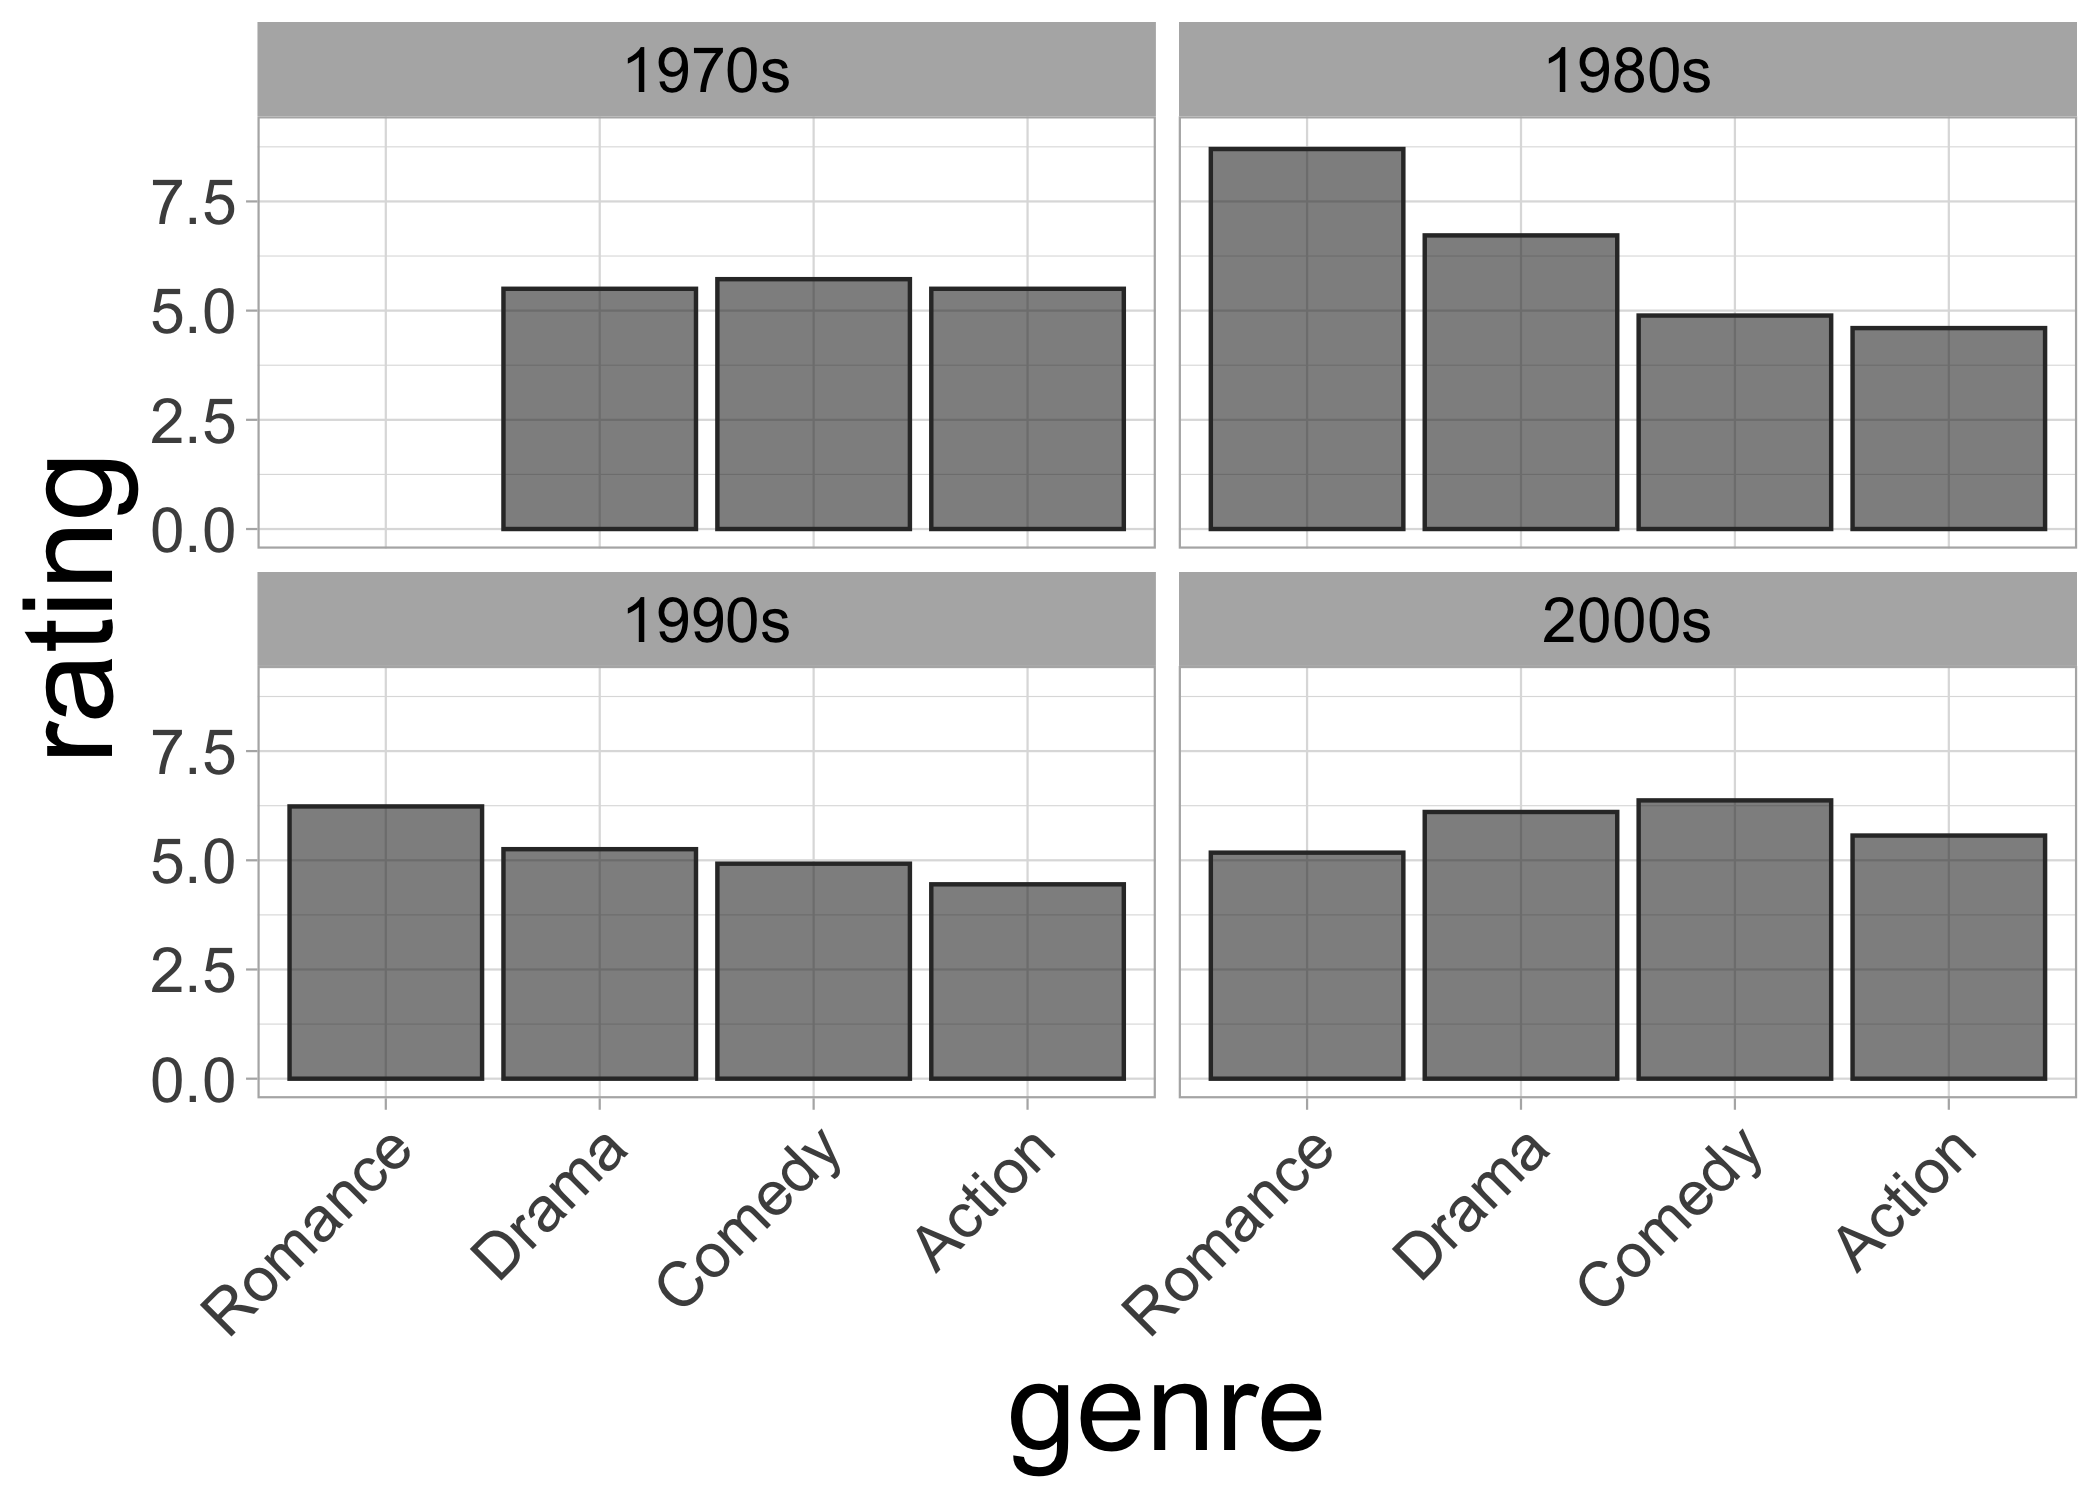 1970s
1980s
7.5
5.0
2.5
0.0
1990s
2000s
7.5
5.0
2.5
0.0
rating
Romance
Drama
Comedy
Action
Romance
Drama
Comedy
Action
genre